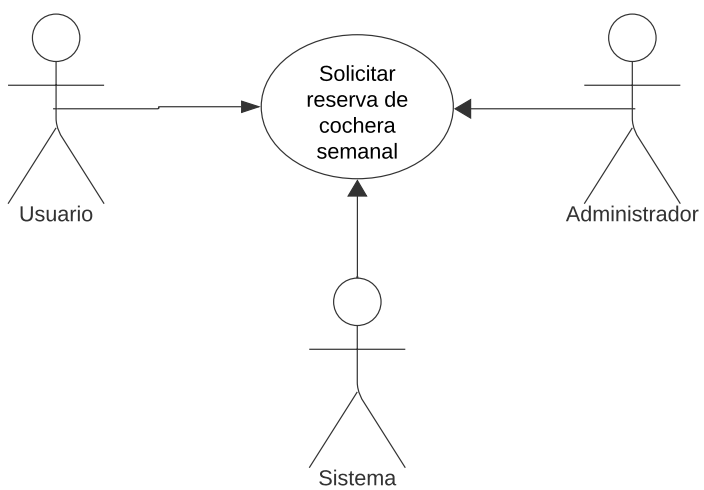 Solicitar
reserva de
cochera
semanal
Usuario
Administrador
Sistema